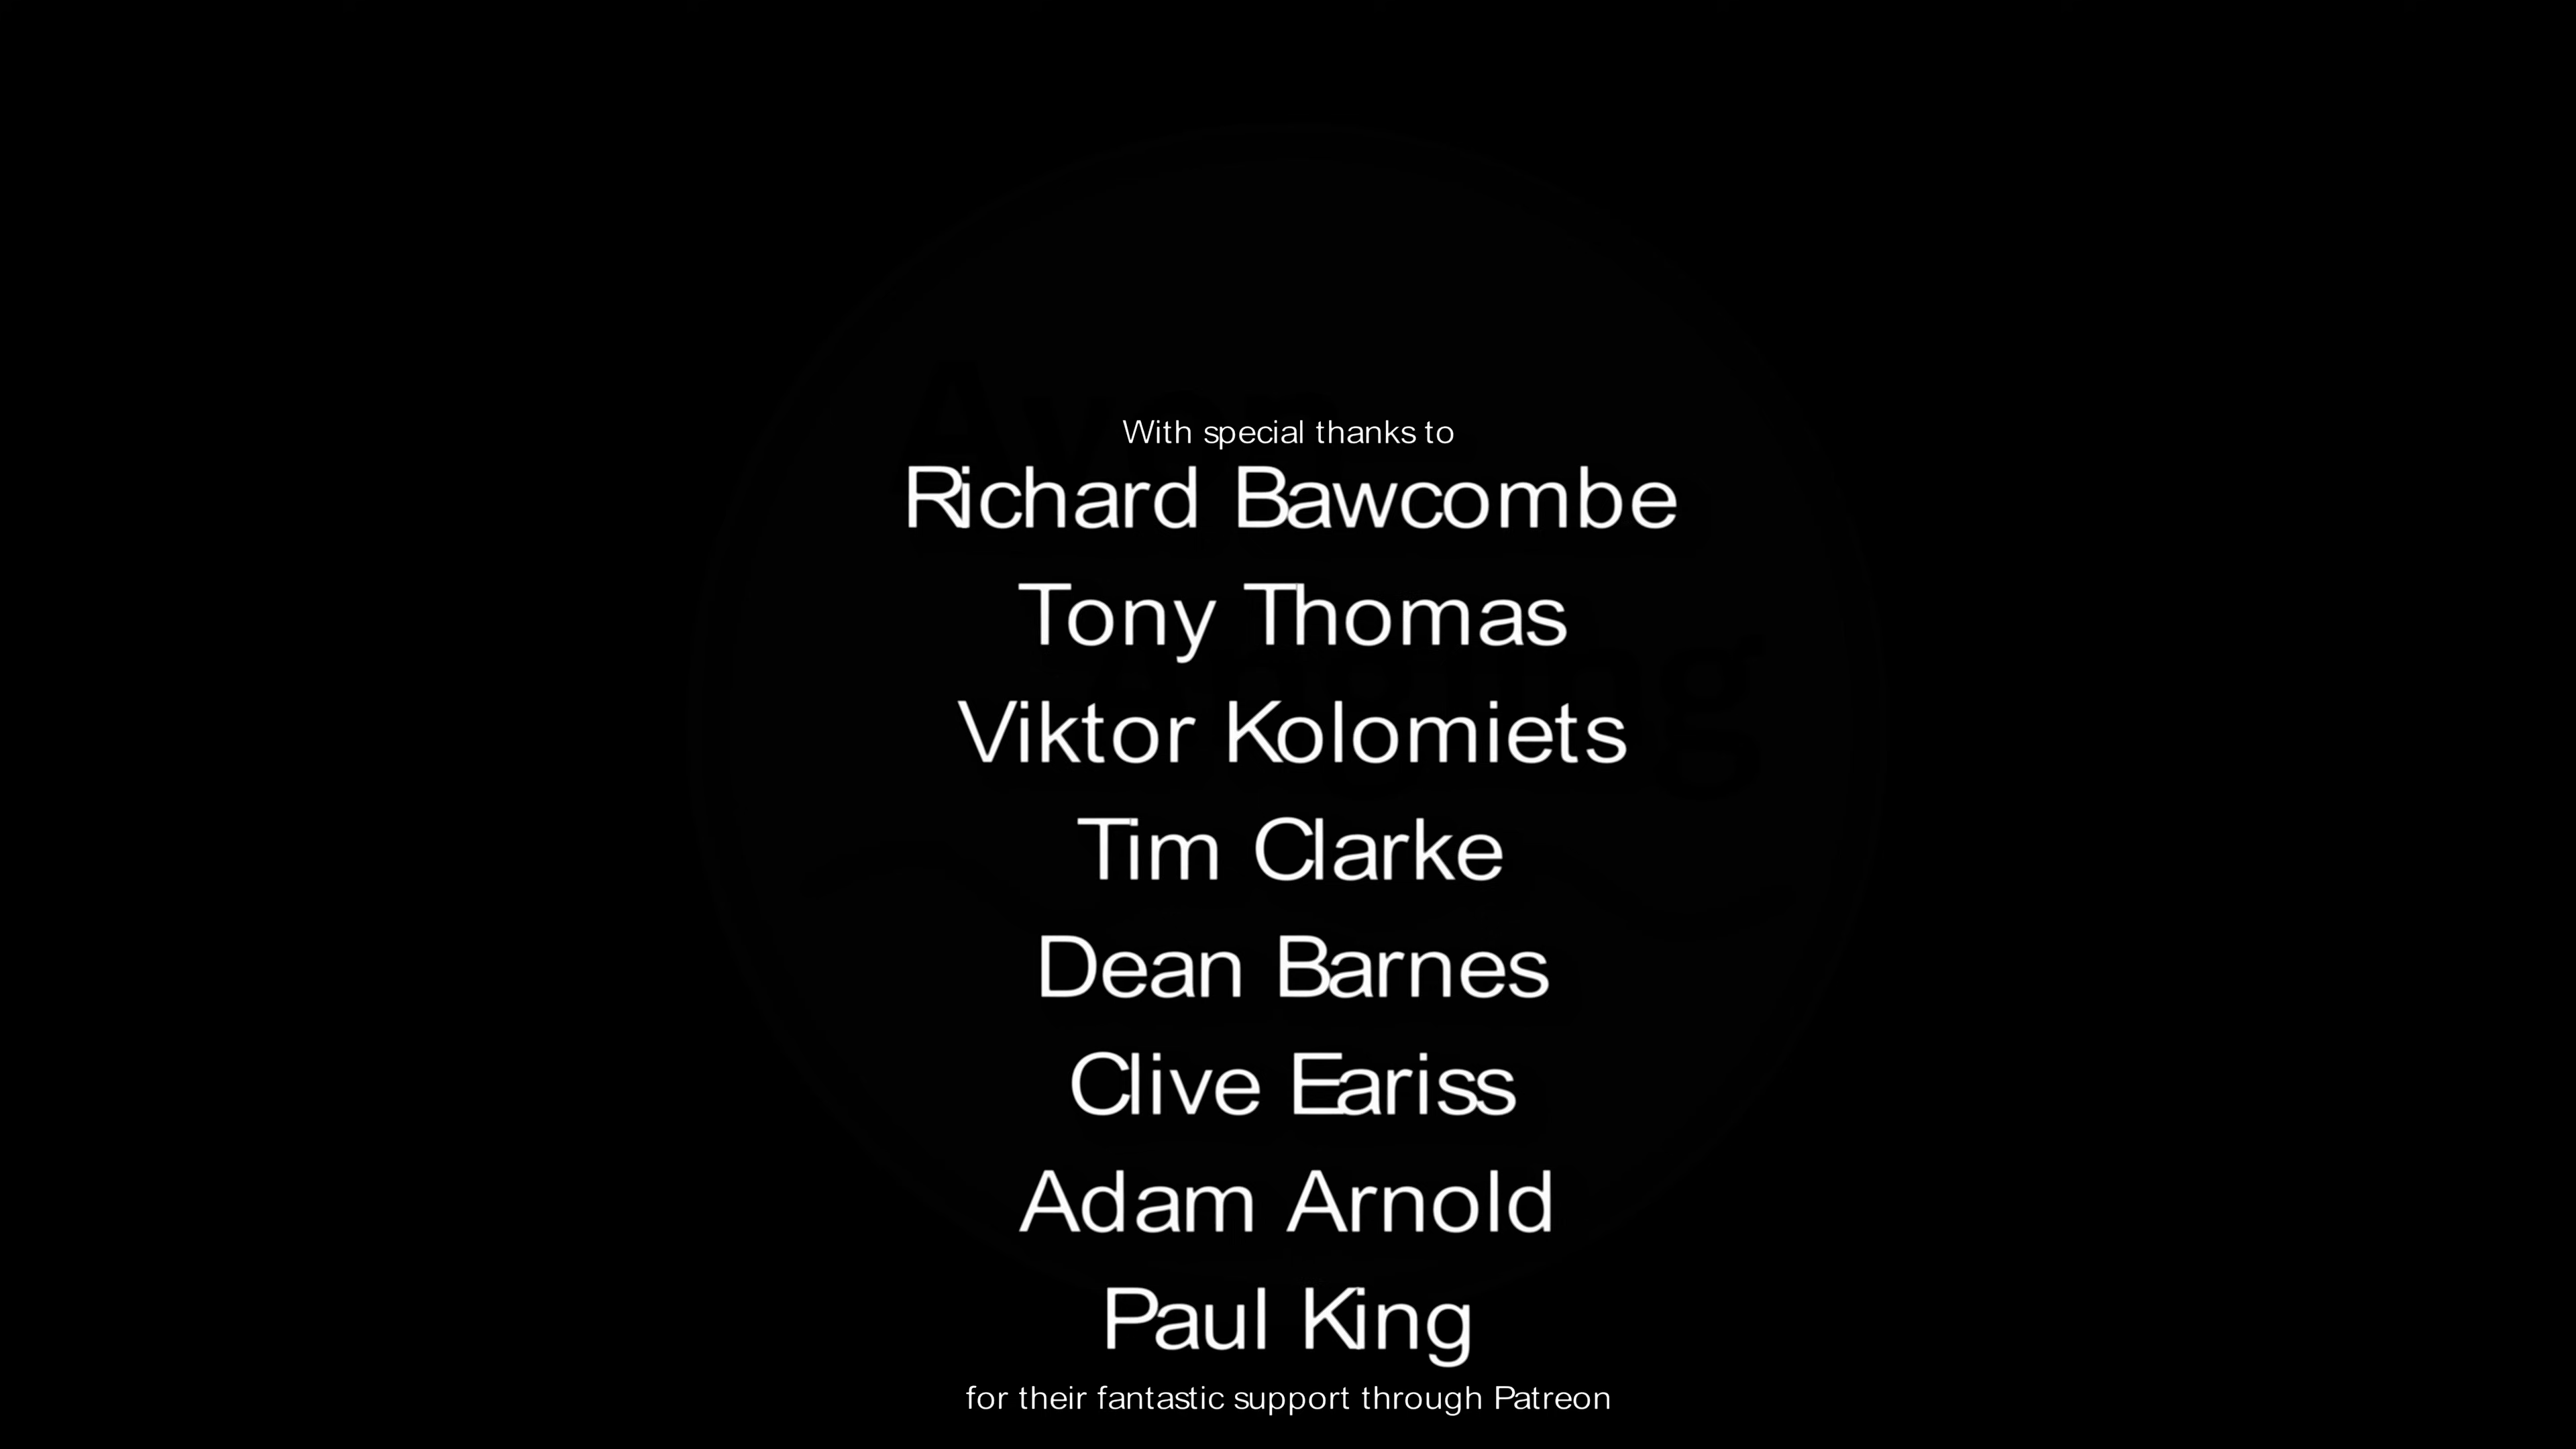 With special thanks to
Richard Bawcombe
Tony Thomas
Viktor Kolomiets
Tim Clarke
Dean Barnes
Clive Eariss
Adam Arnold
Paul King
for their fantastic support through Patreon